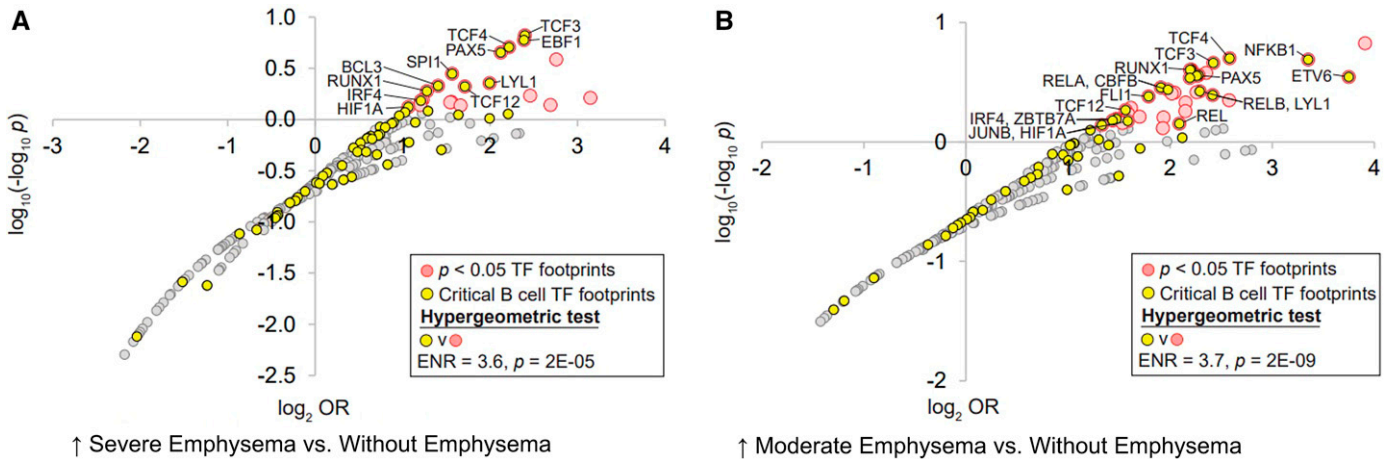 A
log10(-log10 p)
1.0
0.5
0.0
-0.5
-1.0
-1.5
-2.0
-2.5
-3
-2
-1
0
1
2
3
4
TCF4
TCF3
PAX5
EBF1
SPI1
BCL3
RUNX1
LYL1
IRF4
TCF12
HIF1A
p < 0.05 TF footprints
Critical B cell TF footprints
Hypergeometric test
v
ENR = 3.6, p = 2E-05
log2 OR
↑ Severe Emphysema vs. Without Emphysema
B
log10(-log10 p)
1
0
-1
-2
-2
-1
0
1
2
3
4
TCF4
TCF3
NFKB1
RUNX1
PAX5
ETV6
RELA, CBFB
FLI1
RELB, LYL1
TCF12
IRF4, ZBTB7A
REL
JUNB, HIF1A
p < 0.05 TF footprints
Critical B cell TF footprints
Hypergeometric test
v
ENR = 3.7, p = 2E-09
log2 OR
↑ Moderate Emphysema vs. Without Emphysema